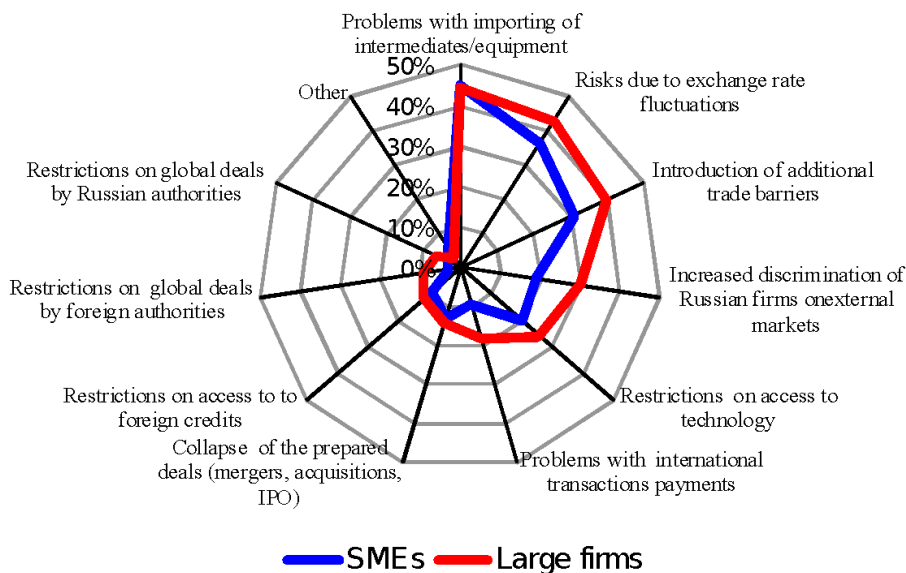 Problems with importing of
intermediates/equipment
50%
40%
30%
20%
10%
0%
Risks due to exchange rate
fluctuations
Introduction of additional
trade barriers
Increased discrimination of
Russian firms onexternal
markets
Restrictions on access to
technology
Problems with international
transactions payments
Collapse of the prepared
deals (mergers, acquisitions,
IPO)
Restrictions on access to to
foreign credits
Restrictions on global deals
by foreign authorities
Restrictions on global deals
by Russian authorities
Other
SMEs
Large firms